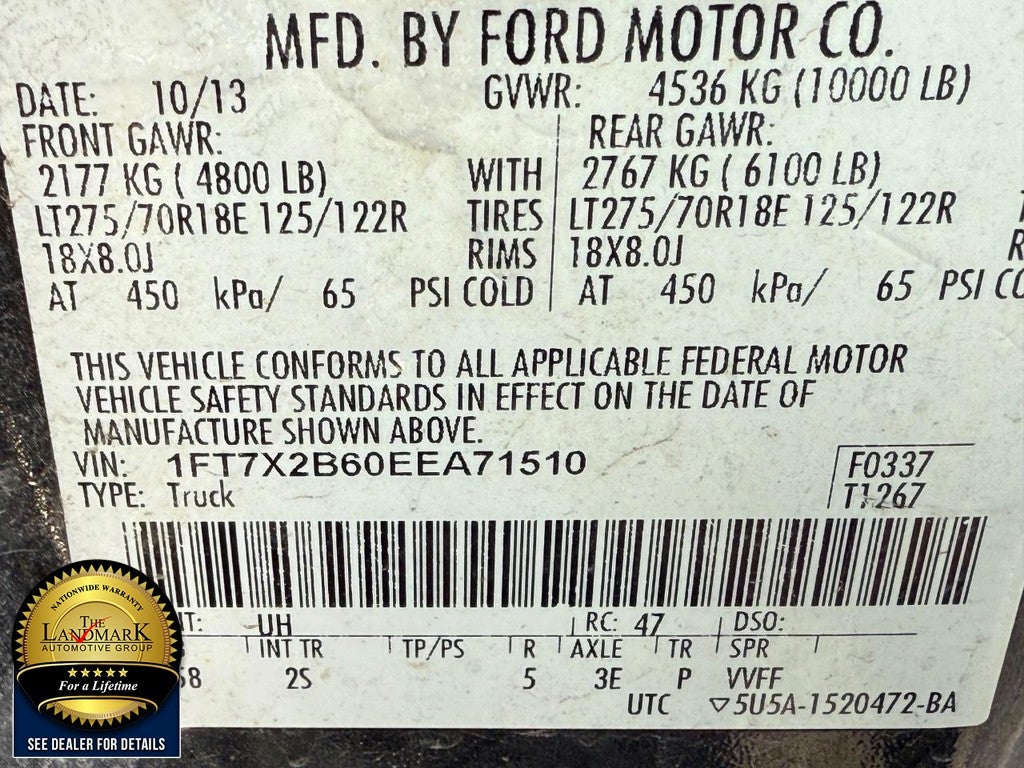 MFD. BY FORD MOTOR CO.
DATE: 10/13 GVWR: 4536 KG (10000 LB)
FRONT GAWR: REAR GAWR:
2177 KG ( 4800 LB) WITH 2767 KG ( 6100 LB)
LT275/70R18E 125/122R TIRES LT275/70R18E 125/122R
18X8.0J RIMS 18X8.0J
AT 450 kPa/ 65 PSI COLD AT 450 kPa/ 65 PSI CO
THIS VEHICLE CONFORMS TO ALL APPLICABLE FEDERAL MOTOR
VEHICLE SAFETY STANDARDS IN EFFECT ON THE DATE OF
MANUFACTURE SHOWN ABOVE.
VIN: 1FT7X2B60EEA71510 F0337
TYPE: Truck T1267
UH RC: 47 DSO:
INT TR TP/PS R AXLE TR SPR
2S 5 3E P VVFF
UTC ▽5U5A-1520472-BA
NATIONWIDE WARRANTY
THE
LANDMARK
AUTOMOTIVE GROUP
For a Lifetime
SEE DEALER FOR DETAILS